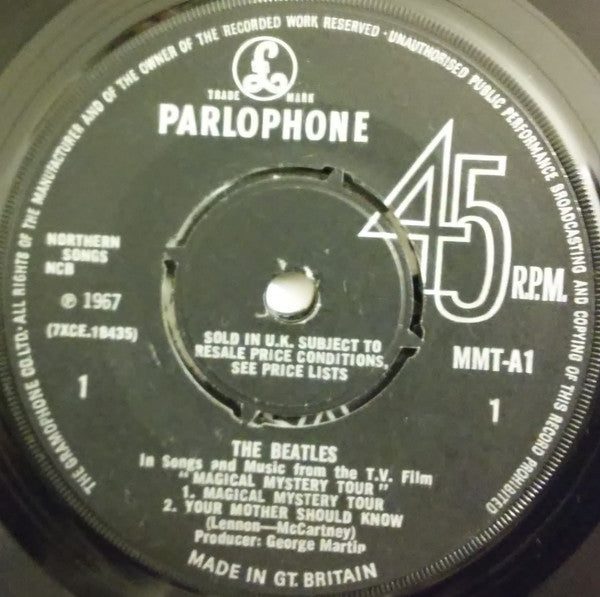 THE GRAMOPHONE CO. LTD. · ALL RIGHTS OF THE MANUFACTURER AND OF THE OWNER OF THE RECORDED WORK RESERVED · UNAUTHORISED PUBLIC PERFORMANCE BROADCASTING AND COPYING OF THIS RECORD PROHIBITED
£
TRADE MARK
PARLOPHONE
45
R.P.M.
NORTHERN
SONGS
NCB
℗ 1967
(7XCE.18435)
SOLD IN U.K. SUBJECT TO
RESALE PRICE CONDITIONS,
SEE PRICE LISTS
MMT-A1
1
1
THE BEATLES
In Songs and Music from the T.V. Film
"MAGICAL MYSTERY TOUR"
1. MAGICAL MYSTERY TOUR
2. YOUR MOTHER SHOULD KNOW
(Lennon—McCartney)
Producer: George Martin
MADE IN GT. BRITAIN